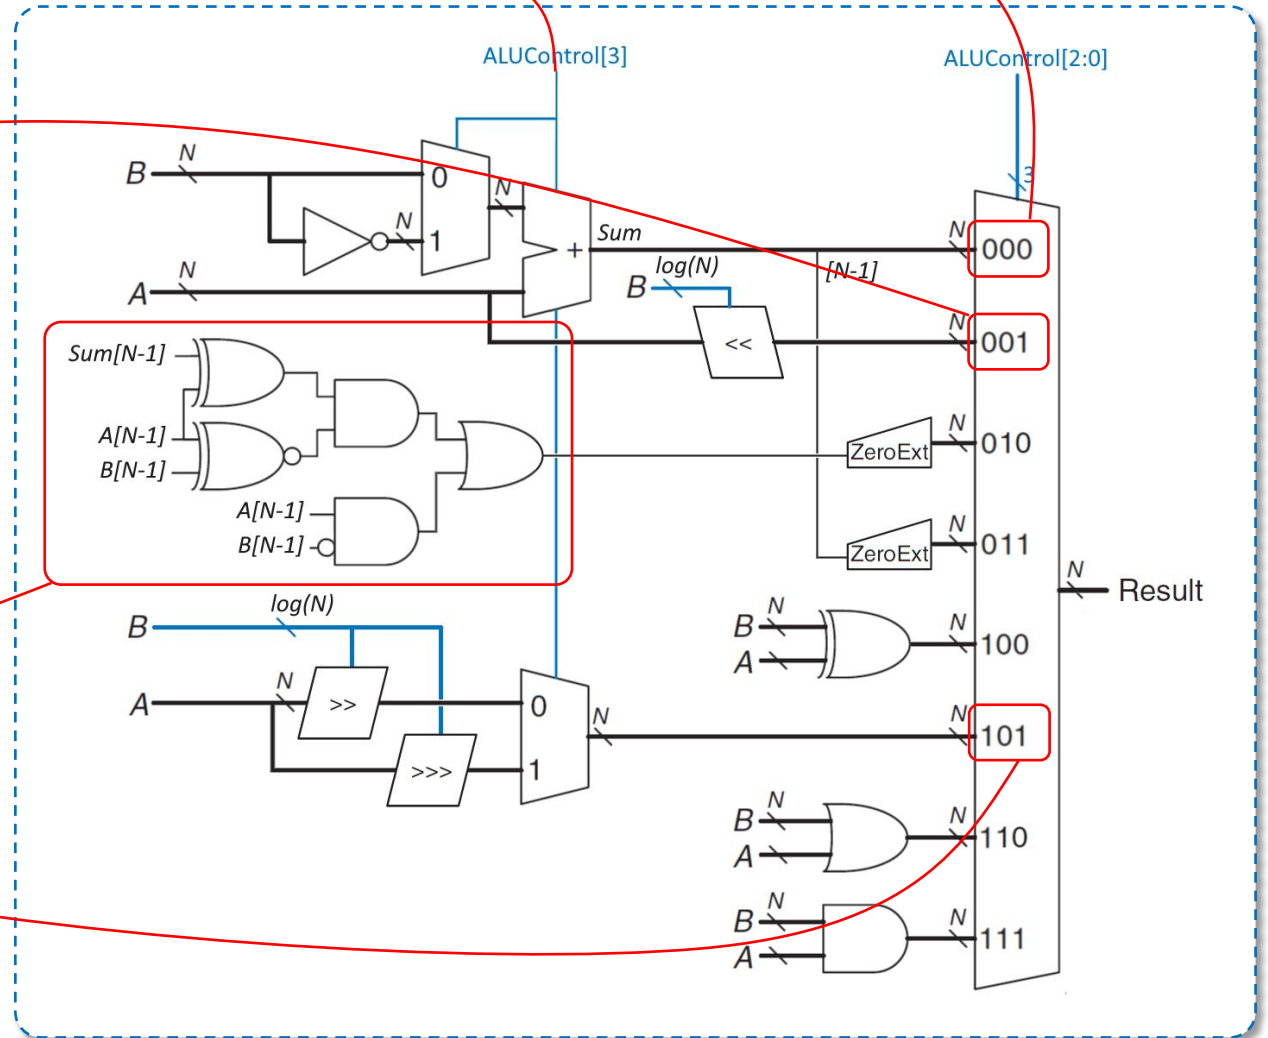 ALUControl[3]
ALUControl[2:0]
3
B
N
0
N
1
N
A
N
+
Sum
N
000
[N-1]
B
log(N)
<<
N
001
Sum[N-1]
A[N-1]
B[N-1]
A[N-1]
B[N-1]
ZeroExt
N
010
ZeroExt
N
011
N
Result
B
N
A
N
100
B
log(N)
A
N
>>
>>>
0
1
N
N
101
B
N
A
N
110
B
N
A
N
111